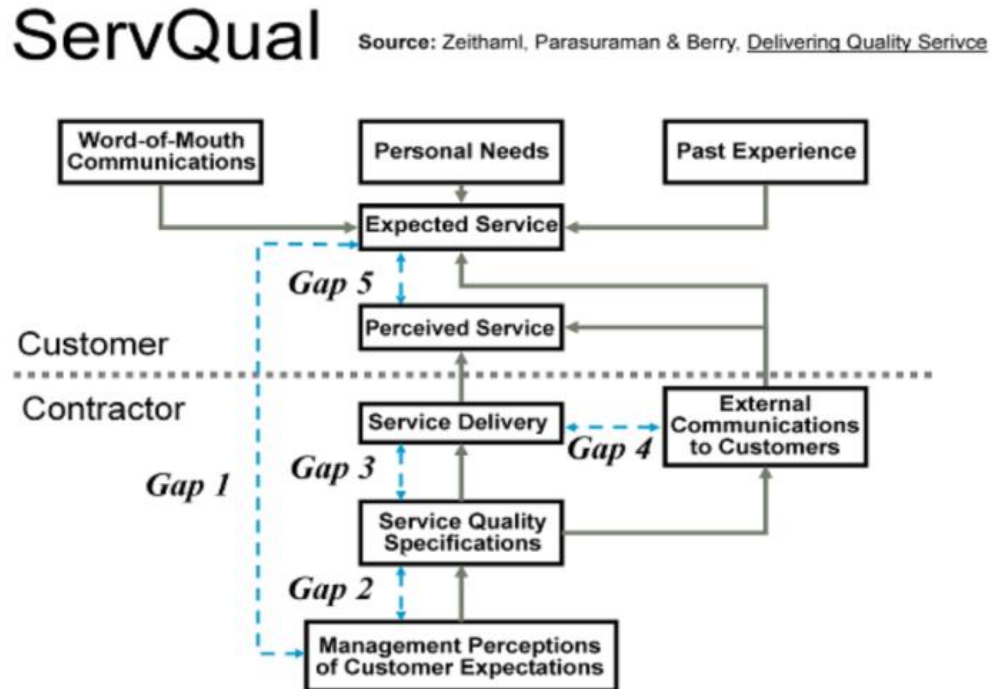 ServQual
Source: Zeithaml, Parasuraman & Berry, Delivering Quality Serivce
Word-of-Mouth
Communications
Personal Needs
Past Experience
Expected Service
Gap 5
Perceived Service
Customer
Contractor
Service Delivery
External
Communications
to Customers
Gap 4
Gap 3
Gap 1
Service Quality
Specifications
Gap 2
Management Perceptions
of Customer Expectations